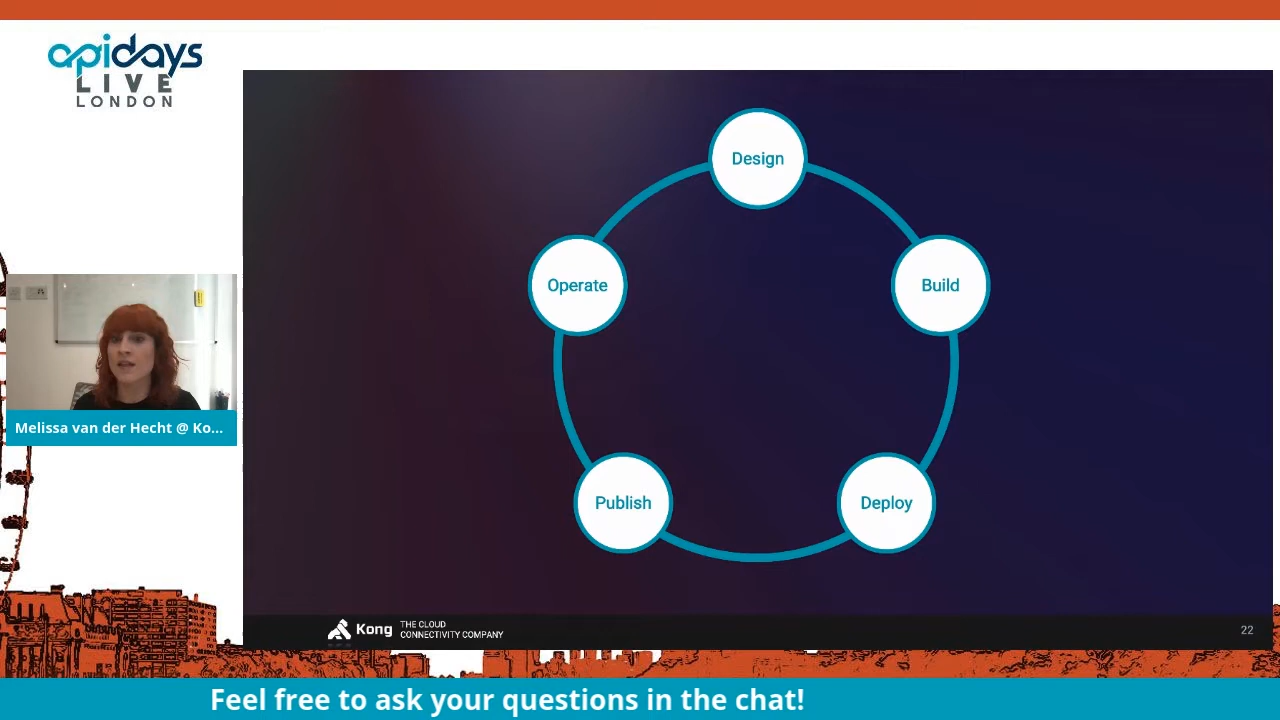 apidays
LIVE
LONDON
Design
Operate
Build
Publish
Deploy
Melissa van der Hecht @ Ko...
Kong
THE CLOUD
CONNECTIVITY COMPANY
22
Feel free to ask your questions in the chat!